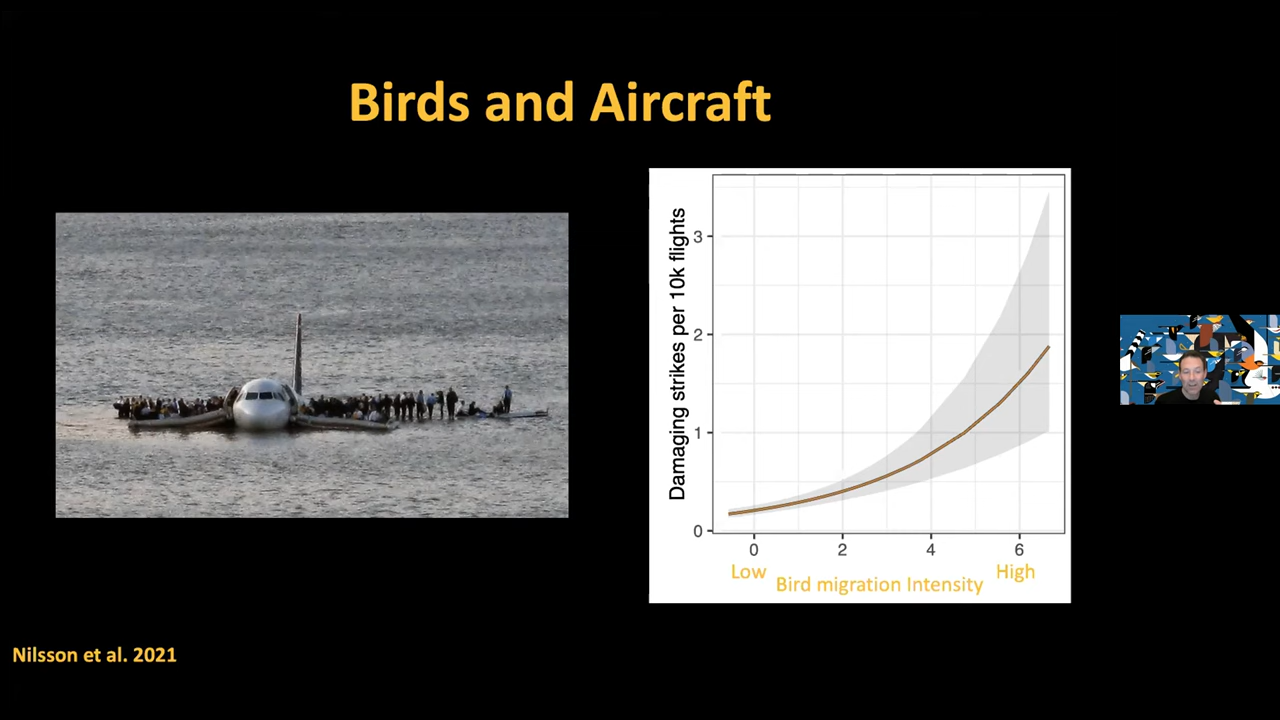 Birds and Aircraft
Damaging strikes per 10k flights
3
2
1
0
0 2 4 6
Low High
Bird migration Intensity
Nilsson et al. 2021